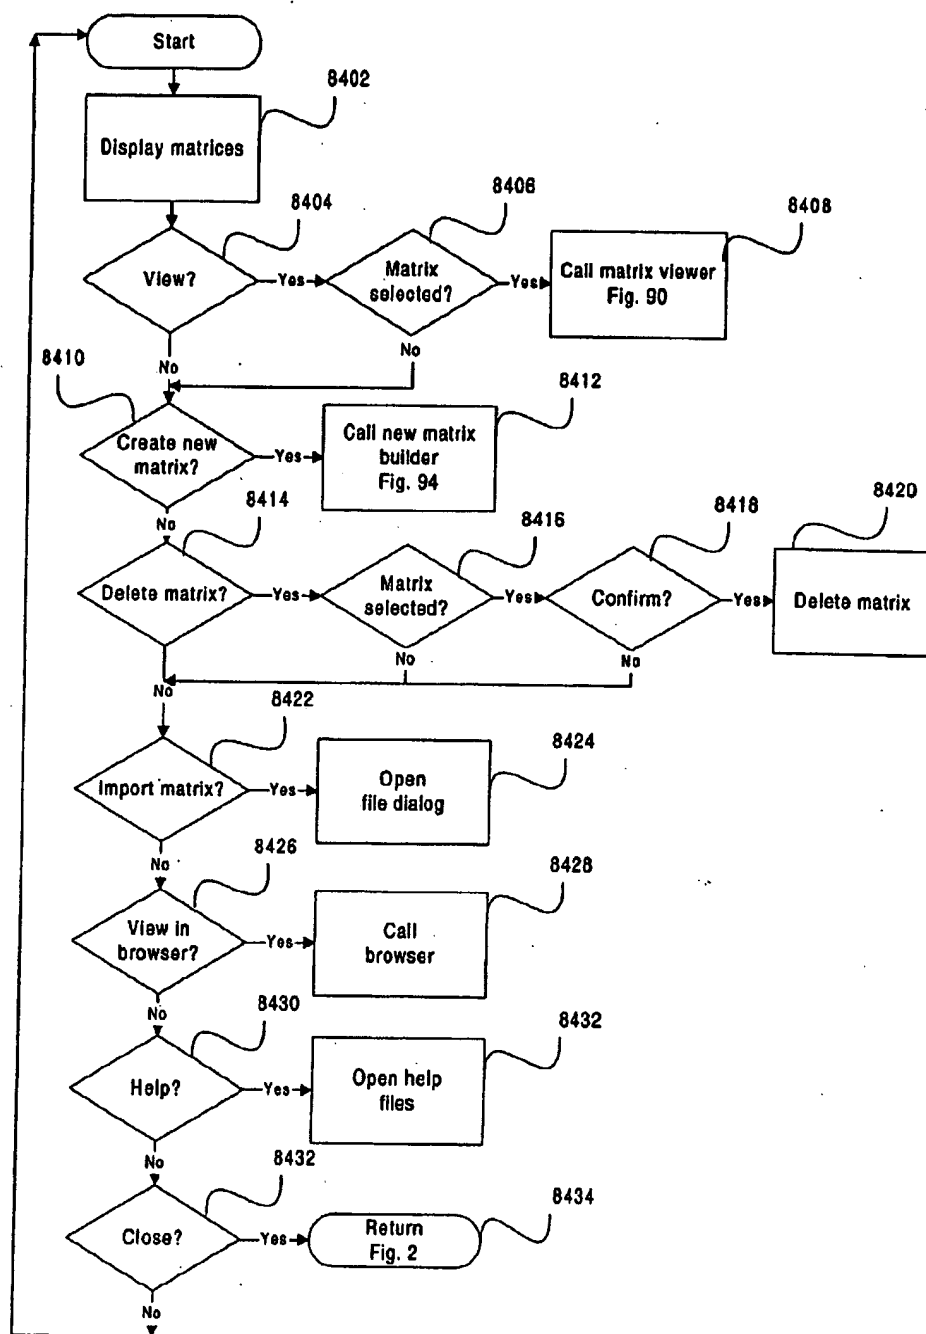 Start
8402
Display matrices
8404
8406
8408
View?
Yes
Matrix
selected?
Yes
Call matrix viewer
Fig. 90
No
No
8410
8412
Create new
matrix?
Yes
Call new matrix
builder
Fig. 94
No
8414
8416
8418
8420
Delete matrix?
Yes
Matrix
selected?
Yes
Confirm?
Yes
Delete matrix
No
No
No
8422
8424
Import matrix?
Yes
Open
file dialog
No
8426
8428
View in
browser?
Yes
Call
browser
No
8430
8432
Help?
Yes
Open help
files
No
8432
8434
Close?
Yes
Return
Fig. 2
No